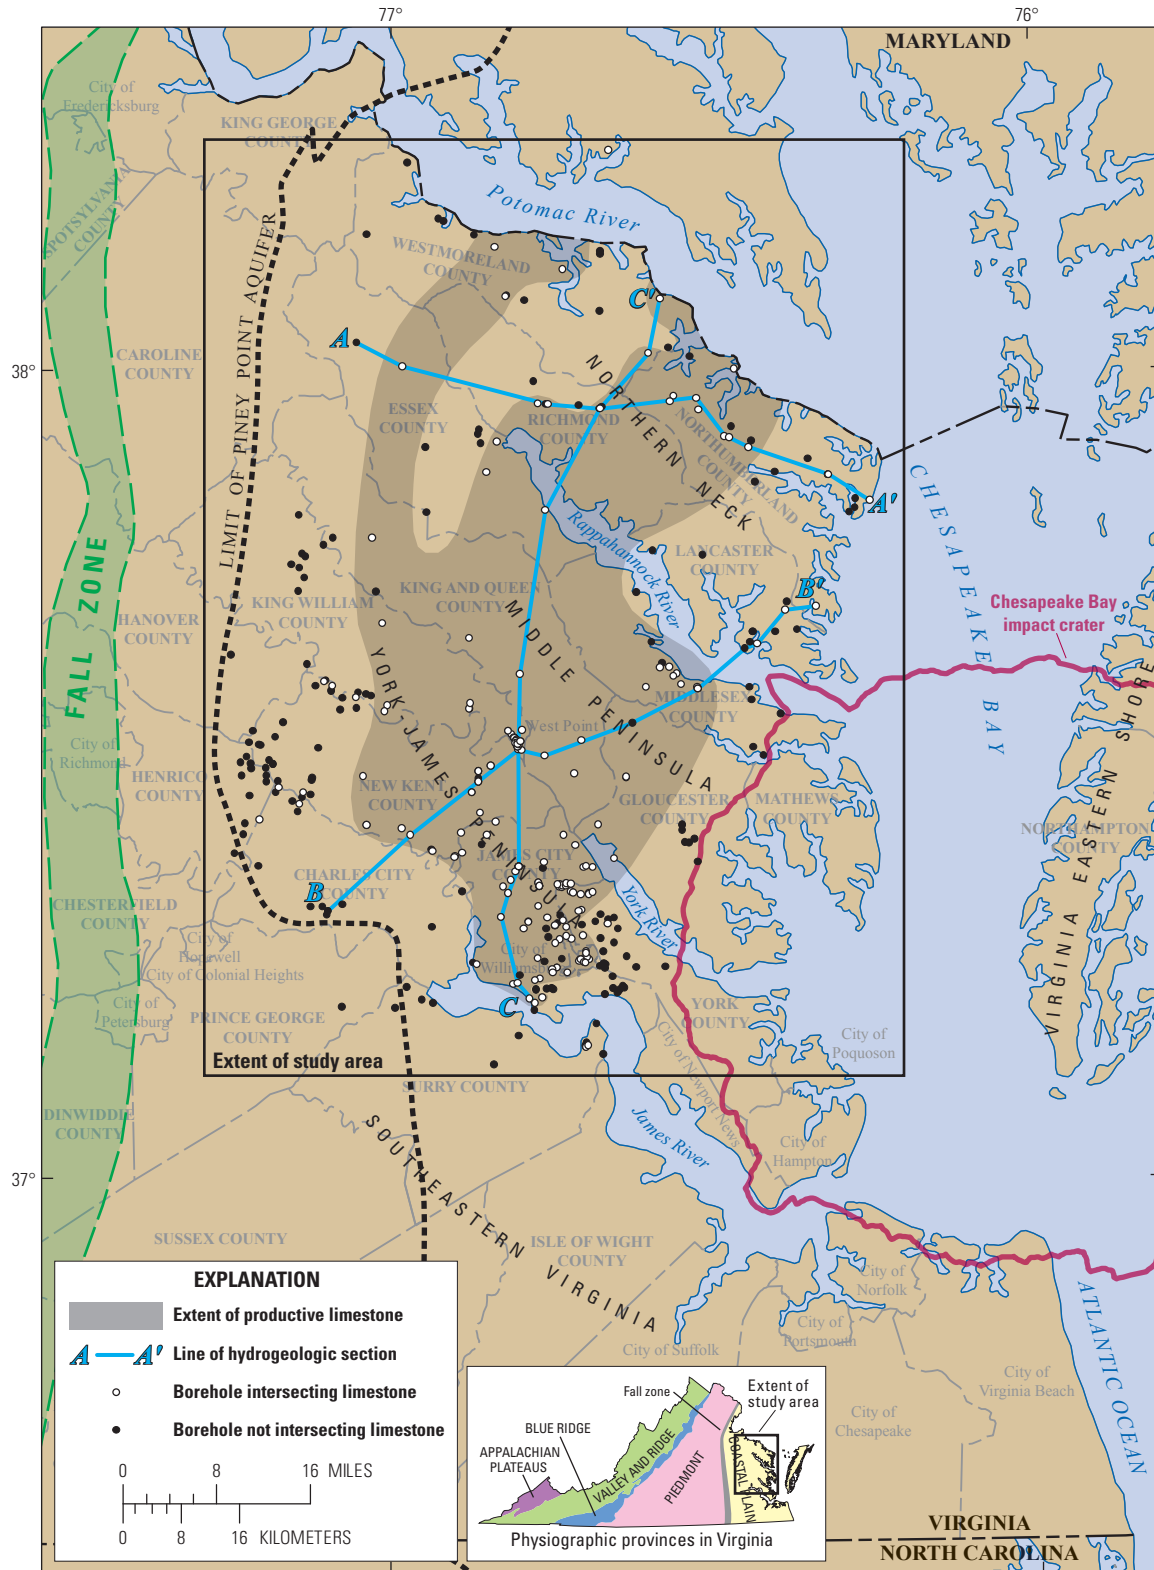 77°
76°
MARYLAND
City of
Fredericksburg
KING GEORGE
COUNTY
SPOTSYLVANIA
COUNTY
Potomac River
WESTMORELAND
COUNTY
C'
A
LIMIT OF PINEY POINT AQUIFER
CAROLINE
COUNTY
38°
ESSEX
COUNTY
RICHMOND
COUNTY
NORTHERN NECK
NORTHUMBERLAND
COUNTY
A'
CHESAPEAKE BAY
Rappahannock River
LANCASTER
COUNTY
B'
FALL ZONE
HANOVER
COUNTY
KING WILLIAM
COUNTY
KING AND QUEEN
COUNTY
MIDDLE PENINSULA
Chesapeake Bay
impact crater
YORK-JAMES PENINSULA
MIDDLESEX
COUNTY
West Point
City of
Richmond
HENRICO
COUNTY
NEW KENT
COUNTY
GLOUCESTER
COUNTY
MATHEWS
COUNTY
VIRGINIA EASTERN SHORE
NORTHAMPTON
COUNTY
JAMES CITY
COUNTY
CHARLES CITY
COUNTY
B
CHESTERFIELD
COUNTY
York River
City of
Hopewell
City of Colonial Heights
City of
Williamsburg
C
City of
Petersburg
PRINCE GEORGE
COUNTY
YORK
COUNTY
City of
Poquoson
City of Newport News
Extent of study area
SURRY COUNTY
DINWIDDIE
COUNTY
James River
City of
Hampton
37°
SOUTHEASTERN VIRGINIA
SUSSEX COUNTY
ISLE OF WIGHT
COUNTY
City of
Norfolk
City of
Portsmouth
City of Suffolk
City of
Virginia Beach
City of
Chesapeake
ATLANTIC OCEAN
EXPLANATION
Extent of productive limestone
A A' Line of hydrogeologic section
Borehole intersecting limestone
Borehole not intersecting limestone
0 8 16 MILES
0 8 16 KILOMETERS
Fall zone
Extent of
study area
BLUE RIDGE
APPALACHIAN
PLATEAUS
VALLEY AND RIDGE
PIEDMONT
COASTAL PLAIN
Physiographic provinces in Virginia
VIRGINIA
NORTH CAROLINA